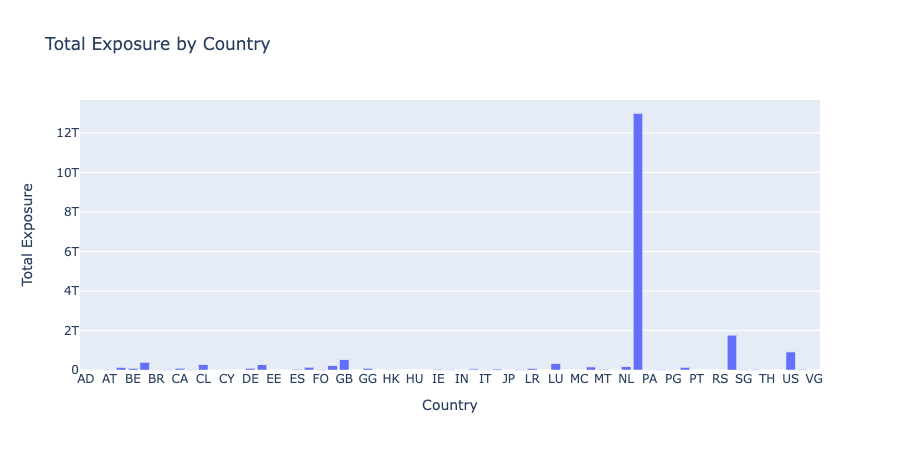 Total Exposure by Country
12T
10T
8T
6T
4T
2T
0
Total Exposure
AD AT BE BR CA CL CY DE EE ES FO GB GG HK HU IE IN IT JP LR LU MC MT NL PA PG PT RS SG TH US VG
Country